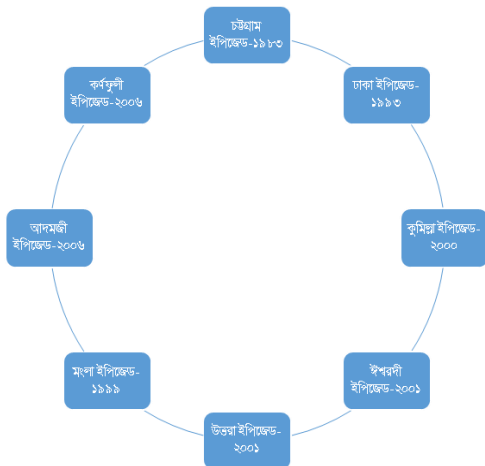 চট্টগ্রাম
ইপিজেড-১৯৮৩
ঢাকা ইপিজেড-
১৯৯৩
কুমিল্লা ইপিজেড-
২০০০
ঈশ্বরদী
ইপিজেড-২০০১
উত্তরা ইপিজেড-
২০০১
মংলা ইপিজেড-
১৯৯৯
আদমজী
ইপিজেড-২০০৬
কর্ণফুলী
ইপিজেড-২০০৬